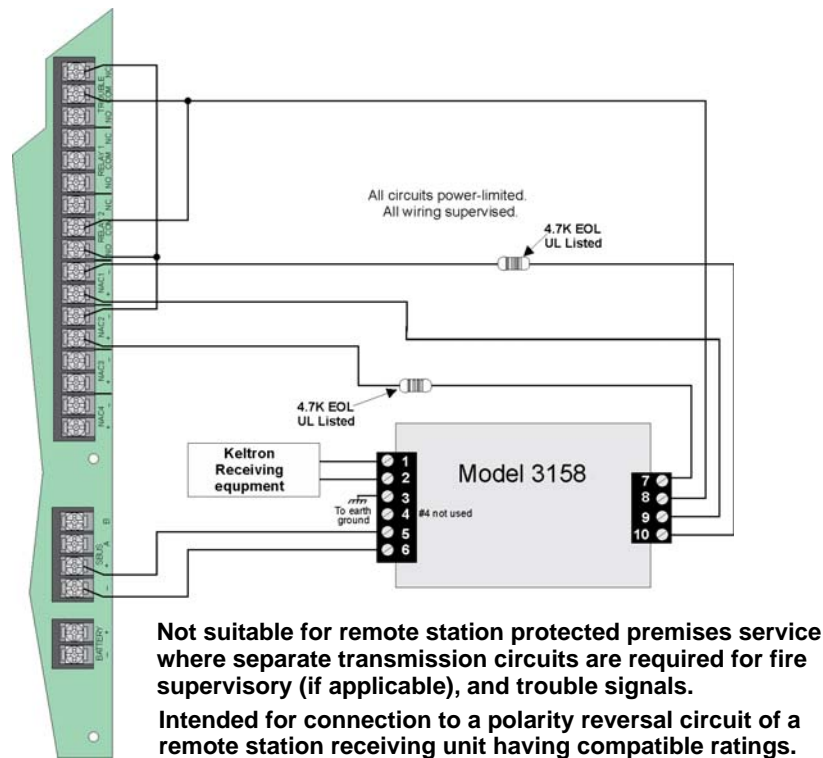 NC
TROUBLE
COM
NO
NC
RELAY 1
COM
NO
NC
RELAY 2
COM
NO
–
NAC1
+
–
NAC2
+
–
NAC3
+
–
NAC4
+
All circuits power-limited.
All wiring supervised.
4.7K EOL
UL Listed
4.7K EOL
UL Listed
Keltron
Receiving
equpment
1
2
3
4
5
6
To earth
ground
#4 not used
Model 3158
7
8
9
10
B
A
SBUS
+
–
+
BATTERY
–
Not suitable for remote station protected premises service
where separate transmission circuits are required for fire
supervisory (if applicable), and trouble signals.
Intended for connection to a polarity reversal circuit of a
remote station receiving unit having compatible ratings.